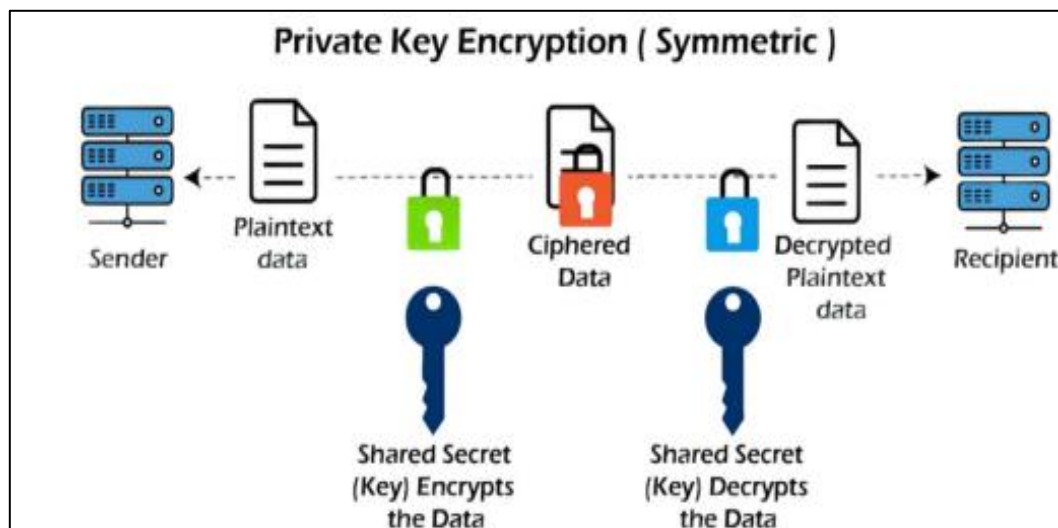 Private Key Encryption ( Symmetric )
Sender
Plaintext
data
Ciphered
Data
Decrypted
Plaintext
data
Recipient
Shared Secret
(Key) Encrypts
the Data
Shared Secret
(Key) Decrypts
the Data